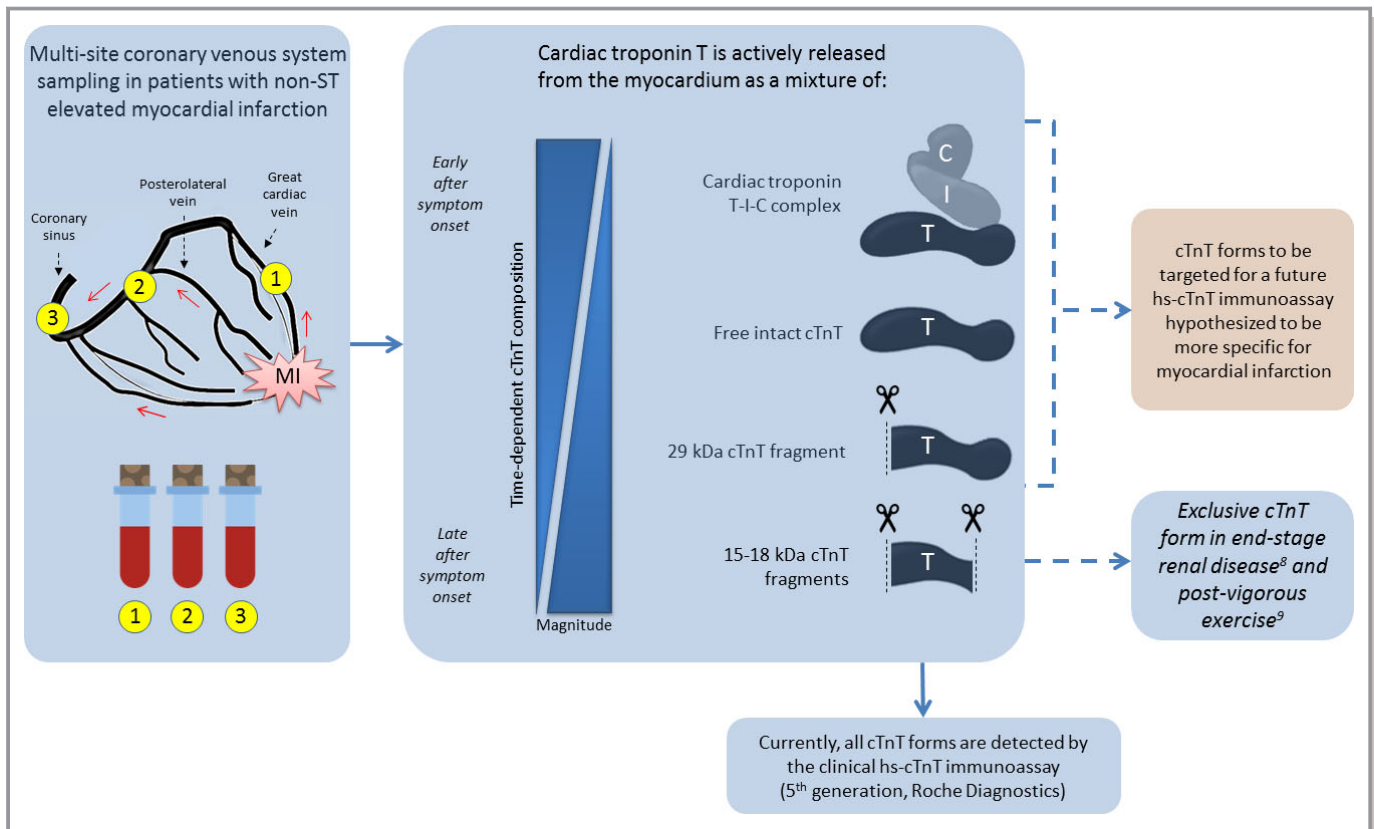 Multi-site coronary venous system
sampling in patients with non-ST
elevated myocardial infarction
Coronary
sinus
Posterolateral
vein
Great
cardiac
vein
1
2
3
MI
1
2
3
Cardiac troponin T is actively released
from the myocardium as a mixture of:
Early
after
symptom
onset
Time-dependent cTnT composition
Late
after
symptom
onset
Magnitude
Cardiac troponin
T-I-C complex
C
I
T
Free intact cTnT
T
29 kDa cTnT fragment
T
15-18 kDa cTnT
fragments
T
cTnT forms to be
targeted for a future
hs-cTnT immunoassay
hypothesized to be
more specific for
myocardial infarction
Exclusive cTnT
form in end-stage
renal disease⁸ and
post-vigorous
exercise⁹
Currently, all cTnT forms are detected by
the clinical hs-cTnT immunoassay
(5ᵗʰ generation, Roche Diagnostics)